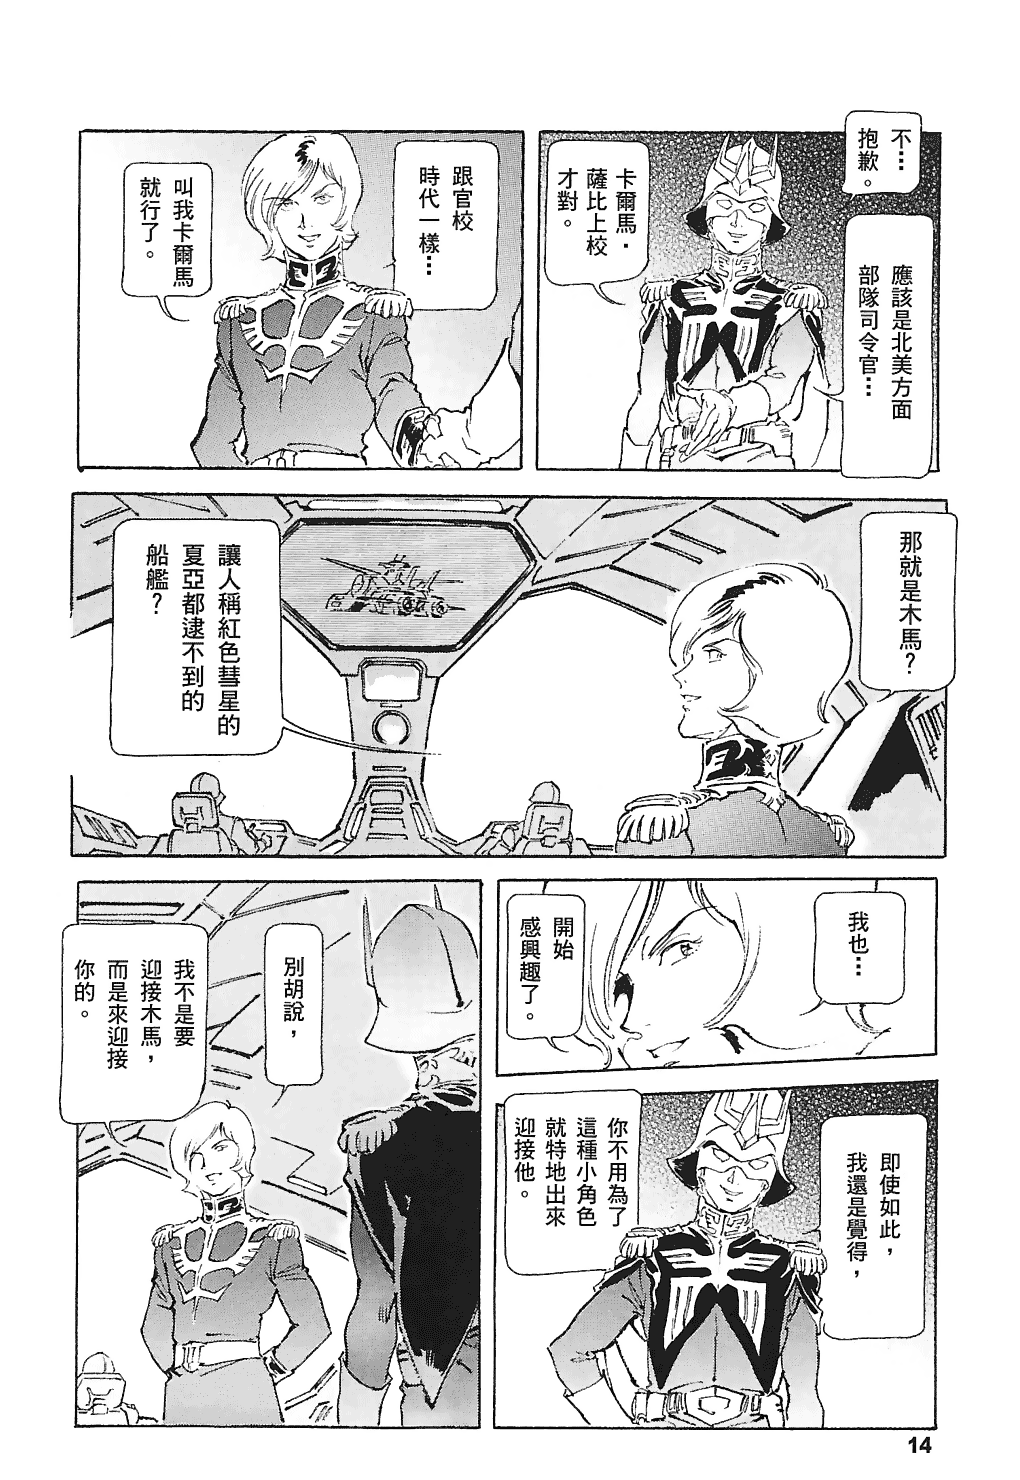 不…
抱歉。
應該是北美方面
部隊司令官…
卡爾馬·
薩比上校
才對。
跟官校
時代一樣…
叫我卡爾馬
就行了。
那就是木馬?
讓人稱紅色彗星的
夏亞都逮不到的
船艦?
我也…
開始
感興趣了。
即使如此，
我還是覺得，
你不用為了
這種小角色
就特地出來
迎接他。
別胡說，
我不是要
迎接木馬，
而是來迎接
你的。
14